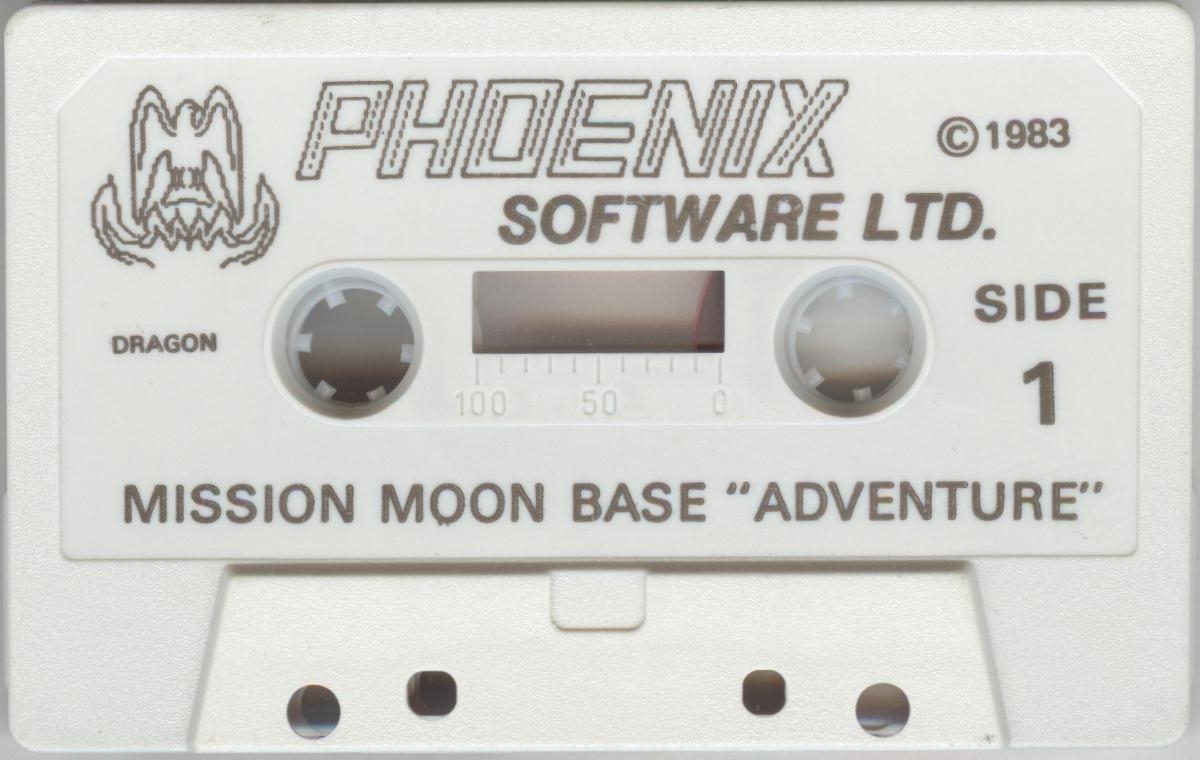 PHOENIX
© 1983
SOFTWARE LTD.
SIDE
1
DRAGON
100 50 0
MISSION MOON BASE “ADVENTURE”